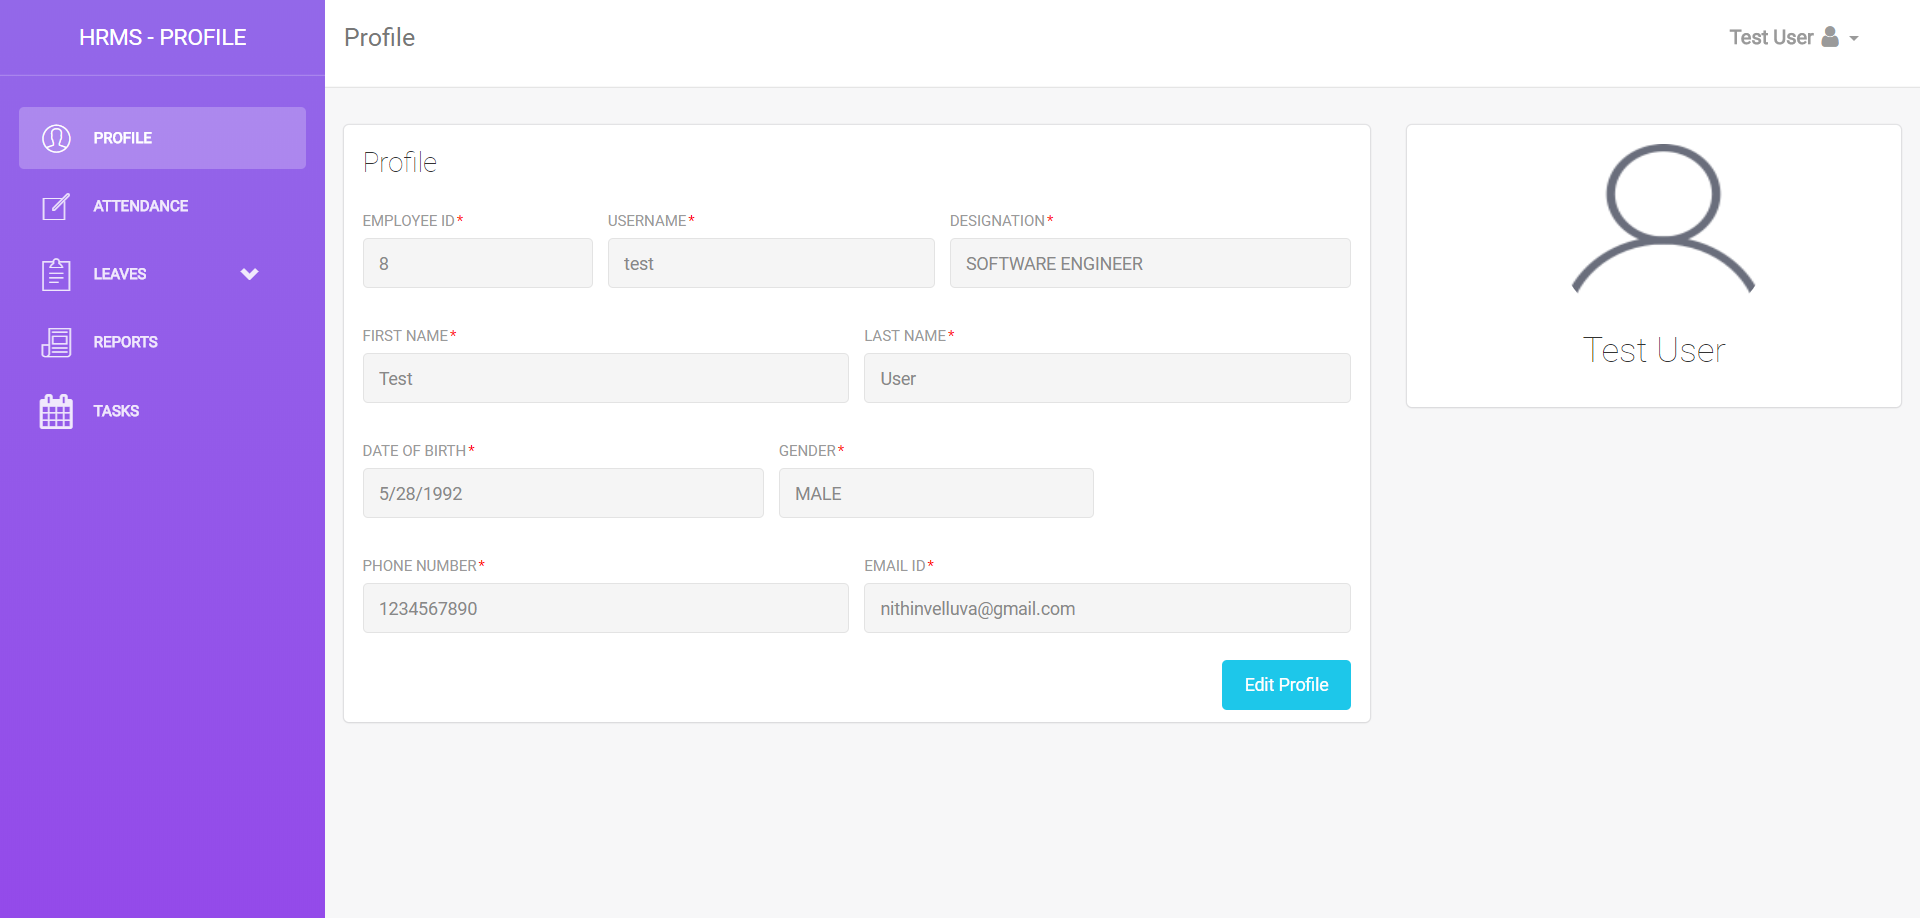 HRMS - PROFILE
PROFILE
ATTENDANCE
LEAVES
REPORTS
TASKS
Profile
Test User
Profile
EMPLOYEE ID* USERNAME* DESIGNATION*
8 test SOFTWARE ENGINEER
FIRST NAME* LAST NAME*
Test User
DATE OF BIRTH* GENDER*
5/28/1992 MALE
PHONE NUMBER* EMAIL ID*
1234567890 nithinvelluva@gmail.com
Edit Profile
Test User